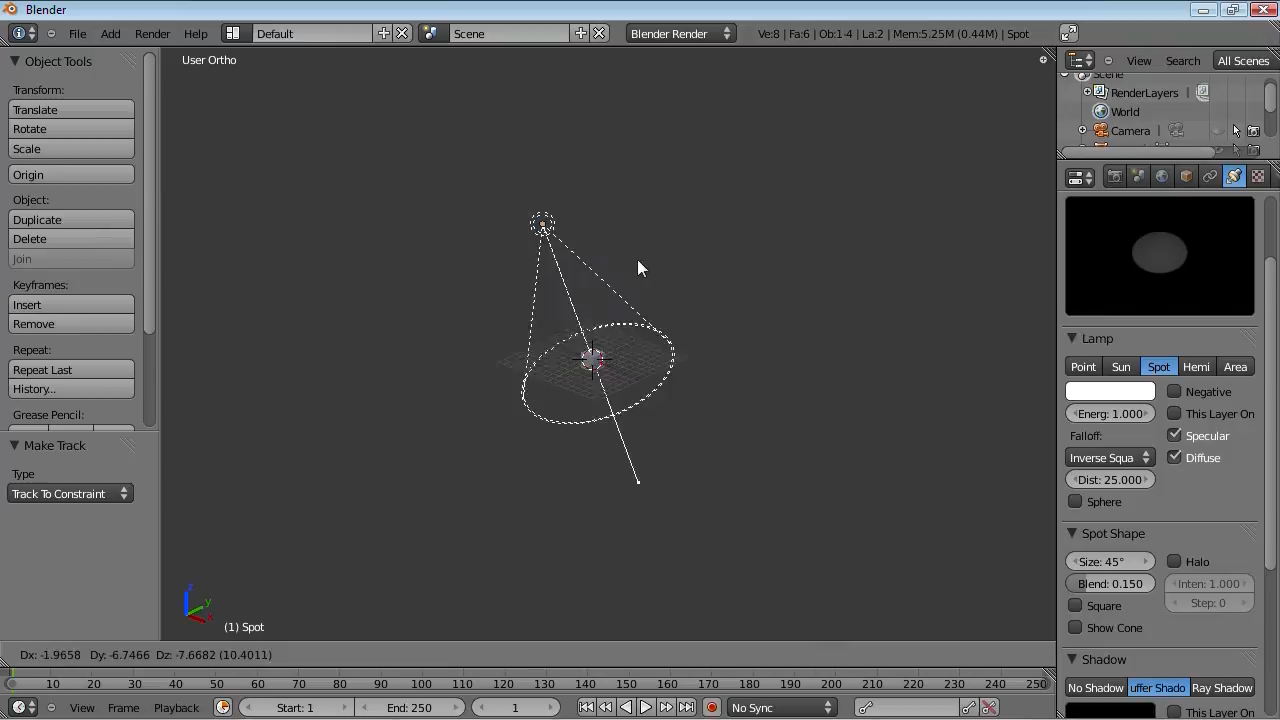 Blender
File Add Render Help Default Scene Blender Render Ve:8 | Fa:6 | Ob:1-4 | La:2 | Mem:5.25M (0.44M) | Spot
Object Tools
Transform:
Translate
Rotate
Scale
Origin
Object:
Duplicate
Delete
Join
Keyframes:
Insert
Remove
Repeat:
Repeat Last
History...
Grease Pencil:
Make Track
Type
Track To Constraint
User Ortho
z
y
x
(1) Spot
Dx: -1.9658 Dy: -6.7466 Dz: -7.6682 (10.4011)
10 20 30 40 50 60 70 80 90 100 110 120 130 140 150 160 170 180 190 200 210 220 230 240 250
View Frame Playback Start: 1 End: 250 1 No Sync
View Search All Scenes
Scene
RenderLayers |
World
Camera |
Lamp
Point Sun Spot Hemi Area
Negative
Energ: 1.000 This Layer On
Falloff: Specular
Inverse Squa Diffuse
Dist: 25.000
Sphere
Spot Shape
Size: 45° Halo
Blend: 0.150 Inten: 1.000
Square Step: 0
Show Cone
Shadow
No Shadow uffer Shado Ray Shadow
This Layer On